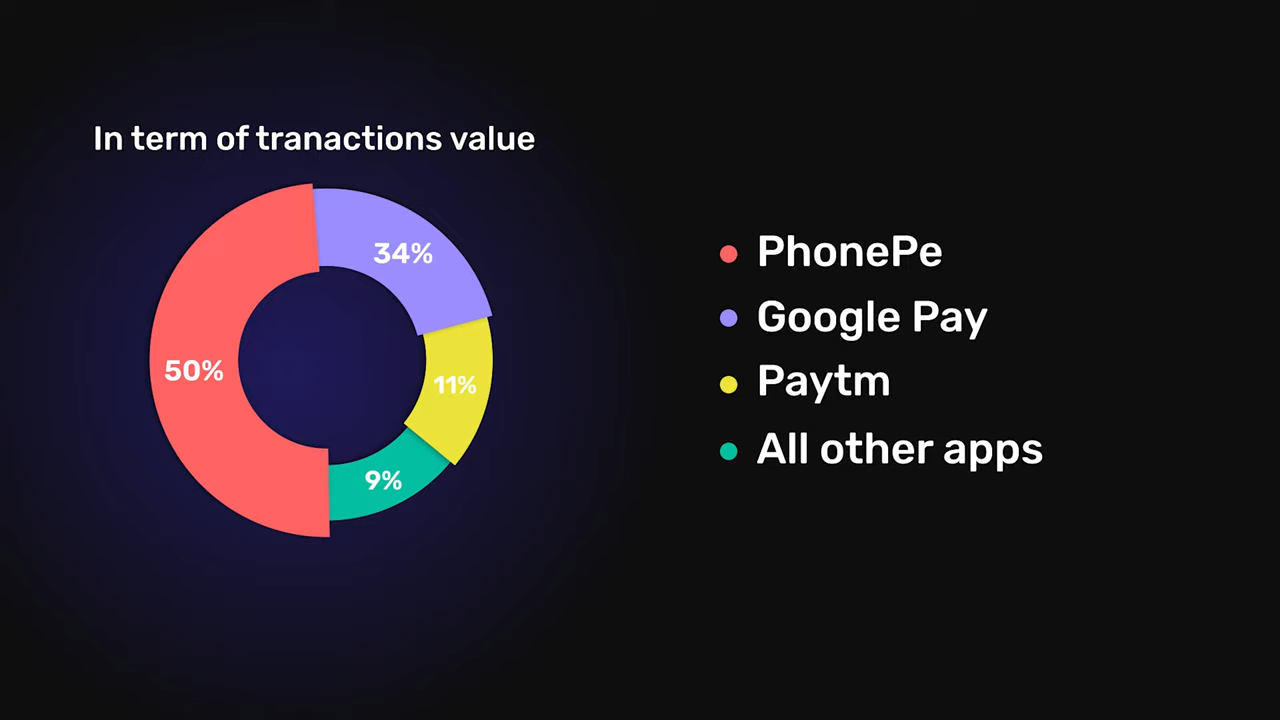 In term of tranactions value
34%
50%
11%
9%
PhonePe
Google Pay
Paytm
All other apps